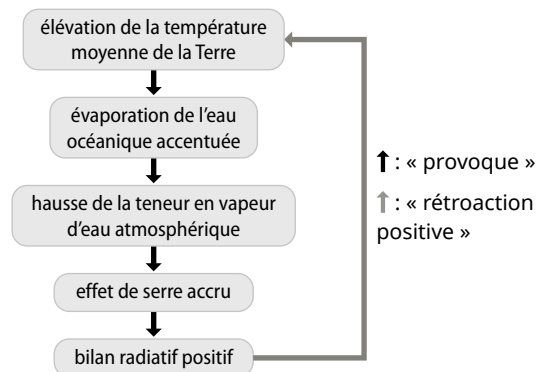 élévation de la température
moyenne de la Terre
évaporation de l'eau
océanique accentuée
hausse de la teneur en vapeur
d'eau atmosphérique
effet de serre accru
bilan radiatif positif
: « provoque »
: « rétroaction
positive »